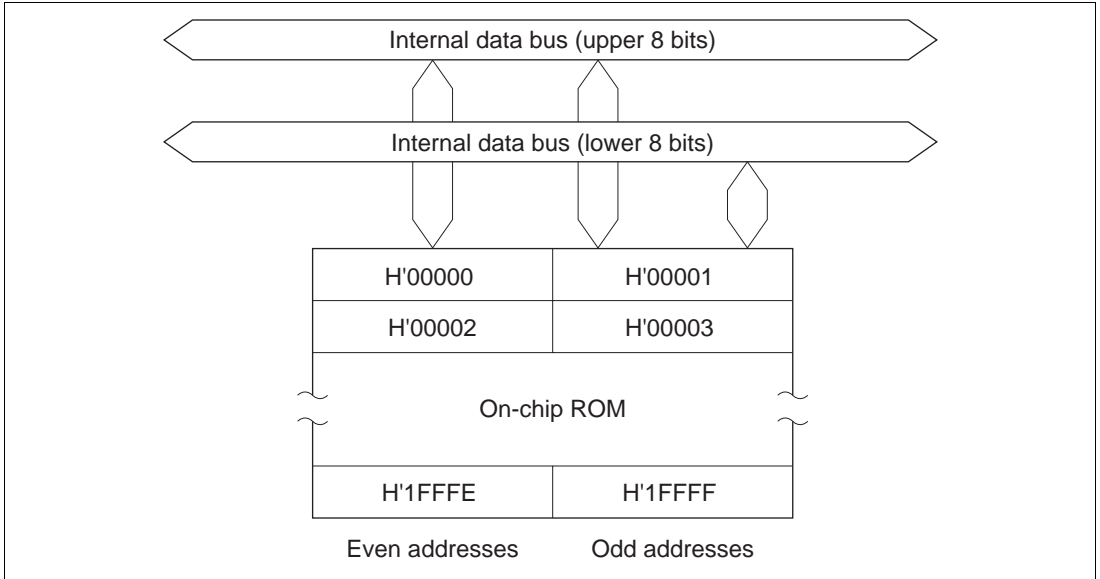 Internal data bus (upper 8 bits)
Internal data bus (lower 8 bits)
H'00000 H'00001
H'00002 H'00003
On-chip ROM
H'1FFFE H'1FFFF
Even addresses Odd addresses